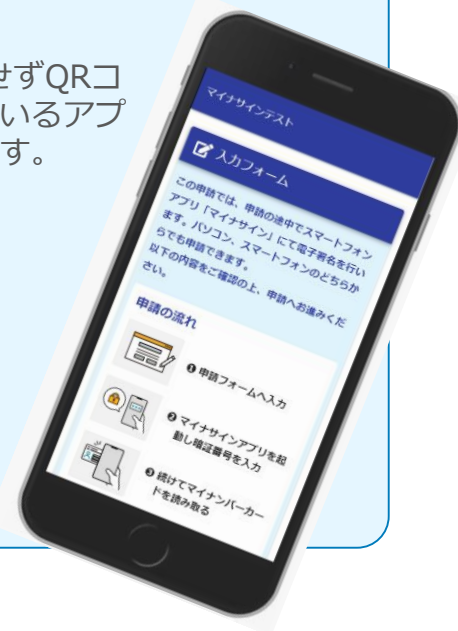 せずQRコ
いるアプ
す。
マイナサインテスト
入力フォーム
この申請では、申請の途中でスマートフォン
アプリ「マイナサイン」にて電子署名を行い
ます。パソコン、スマートフォンのどちらか
らでも申請できます。
以下の内容をご確認の上、申請へお進みくだ
さい。
申請の流れ
❶ 申請フォームへ入力
❷ マイナサインアプリを起
動し暗証番号を入力
❸ 続けてマイナンバーカー
ドを読み取る